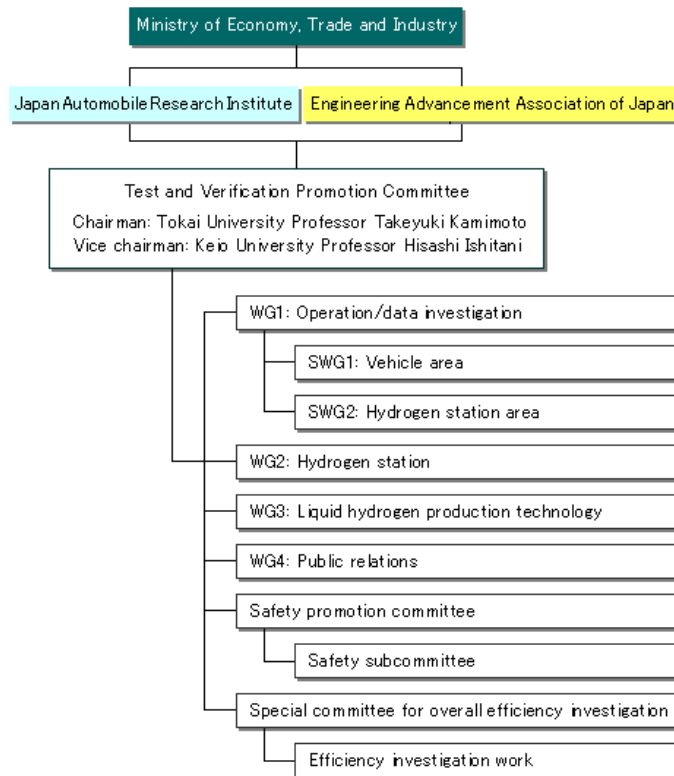 Ministry of Economy, Trade and Industry
Japan Automobile Research Institute
Engineering Advancement Association of Japan
Test and Verification Promotion Committee
Chairman: Tokai University Professor Takeyuki Kamimoto
Vice chairman: Keio University Professor Hisashi Ishitani
WG1: Operation/data investigation
SWG1: Vehicle area
SWG2: Hydrogen station area
WG2: Hydrogen station
WG3: Liquid hydrogen production technology
WG4: Public relations
Safety promotion committee
Safety subcommittee
Special committee for overall efficiency investigation
Efficiency investigation work